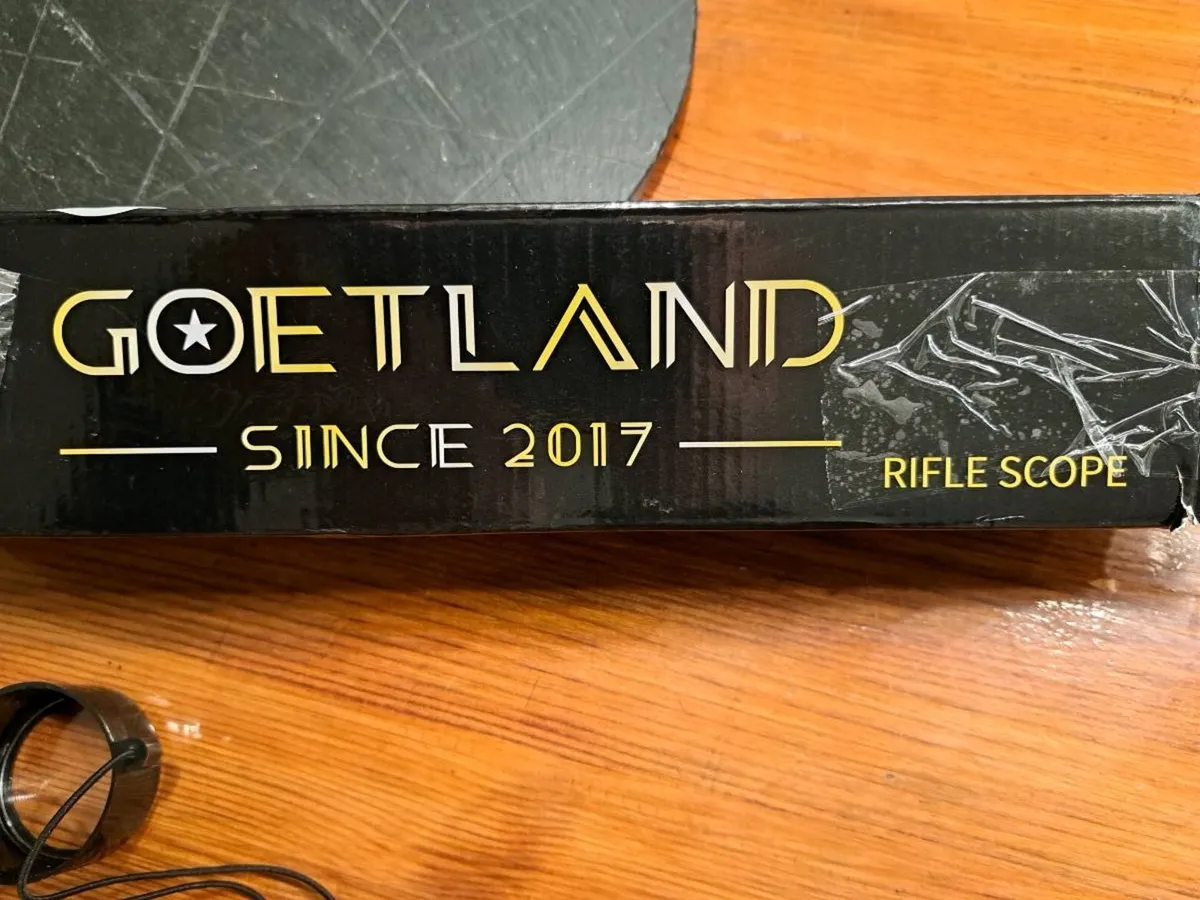 GOETLAND
SINCE 2017
RIFLE SCOPE